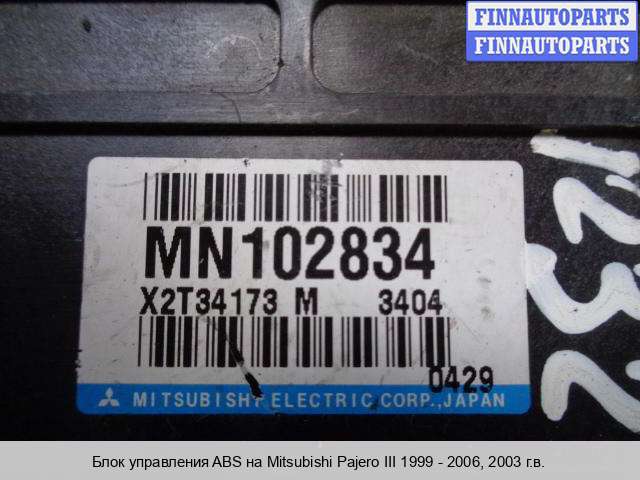 FINNAUTOPARTS
FINNAUTOPARTS
MN102834
X2T34173 M 3404
0429
MITSUBISHI ELECTRIC CORP., JAPAN
1232
Блок управления ABS на Mitsubishi Pajero III 1999 - 2006, 2003 г.в.